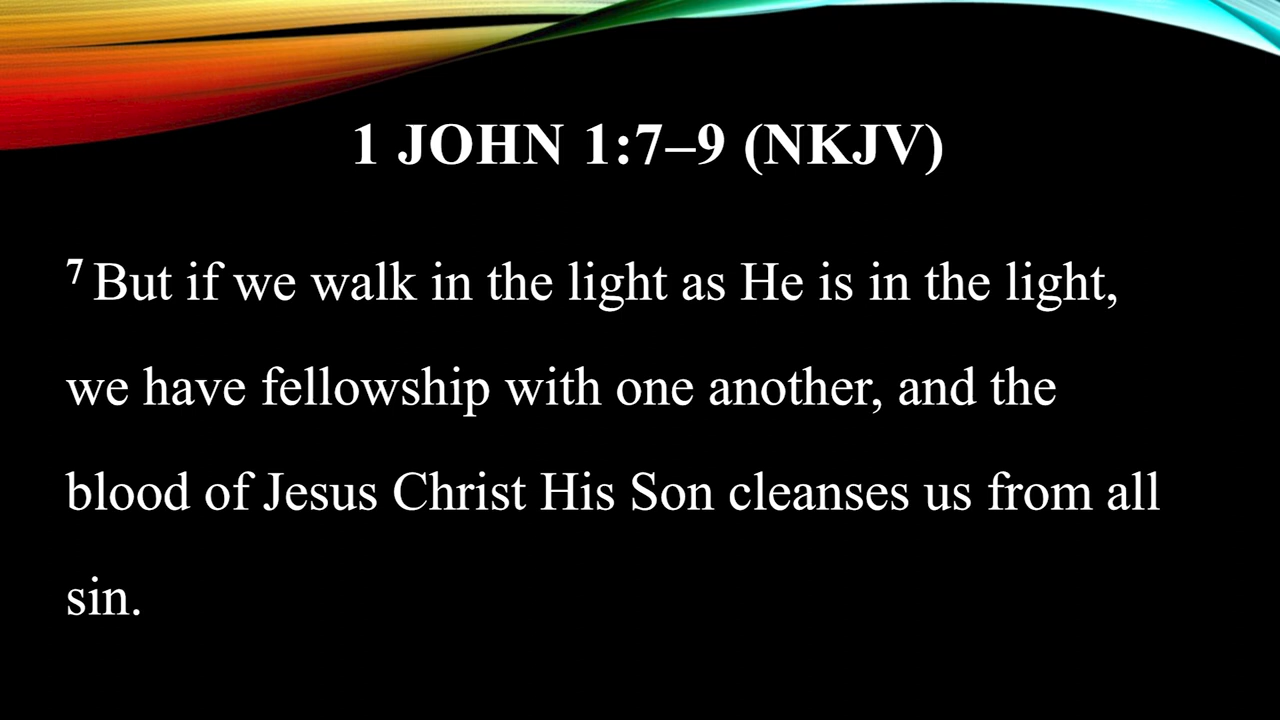 1 JOHN 1:7–9 (NKJV)
7 But if we walk in the light as He is in the light,
we have fellowship with one another, and the
blood of Jesus Christ His Son cleanses us from all
sin.